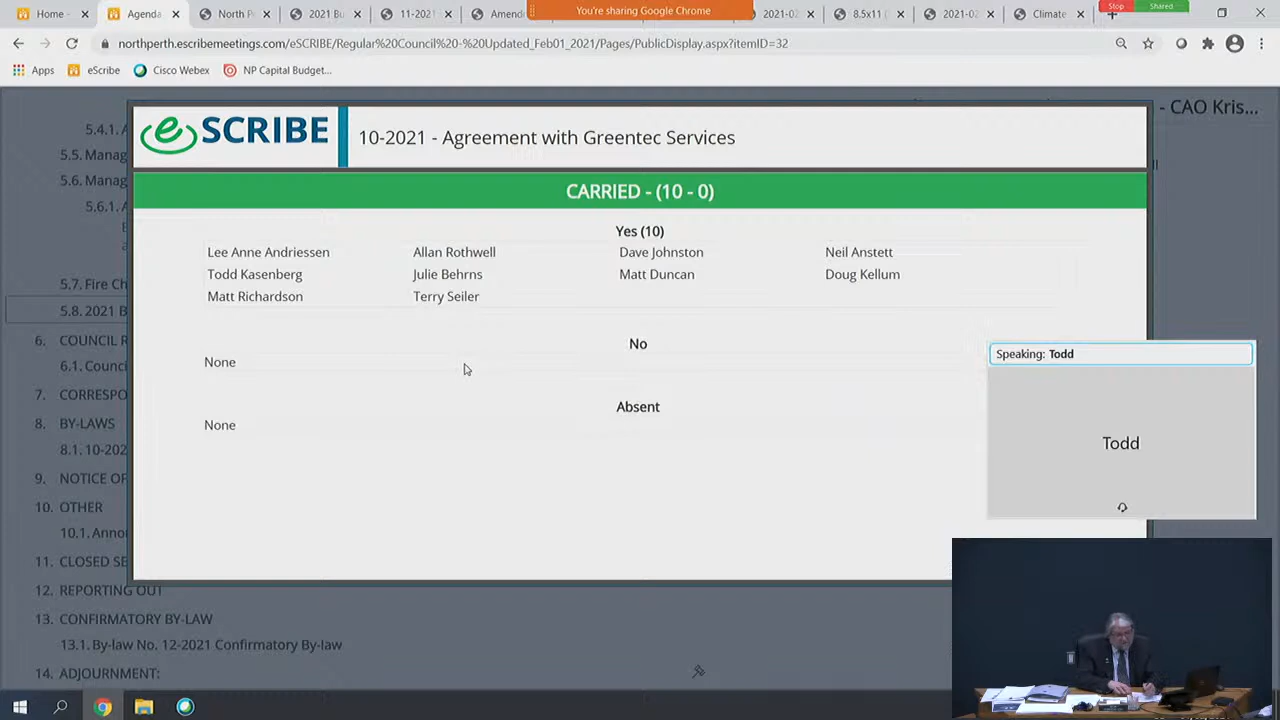 Home
Agenda
North P
2021 Bu
11-2021
Amend
You're sharing Google Chrome
2021-02
8.5x11 (
2021-02
Climate
Stop
Shared
northperth.escribemeetings.com/eSCRIBE/Regular%20Council%20-%20Updated_Feb01_2021/Pages/PublicDisplay.aspx?itemID=32
Apps
eScribe
Cisco Webex
NP Capital Budget...
- CAO Kris...
eSCRIBE
10-2021 - Agreement with Greentec Services
CARRIED - (10 - 0)
Yes (10)
Lee Anne Andriessen Allan Rothwell Dave Johnston Neil Anstett
Todd Kasenberg Julie Behrns Matt Duncan Doug Kellum
Matt Richardson Terry Seiler
No
None
Absent
None
5.4.1. A
5.5. Manag
5.6. Manag
5.6.1. A
5.7. Fire Ch
5.8. 2021 B
6. COUNCIL R
6.1. Counci
7. CORRESPO
8. BY-LAWS
8.1. 10-202
9. NOTICE OF
10. OTHER
10.1. Anno
11. CLOSED SE
12. REPORTING OUT
13. CONFIRMATORY BY-LAW
13.1. By-law No. 12-2021 Confirmatory By-law
14. ADJOURNMENT:
Speaking: Todd
Todd